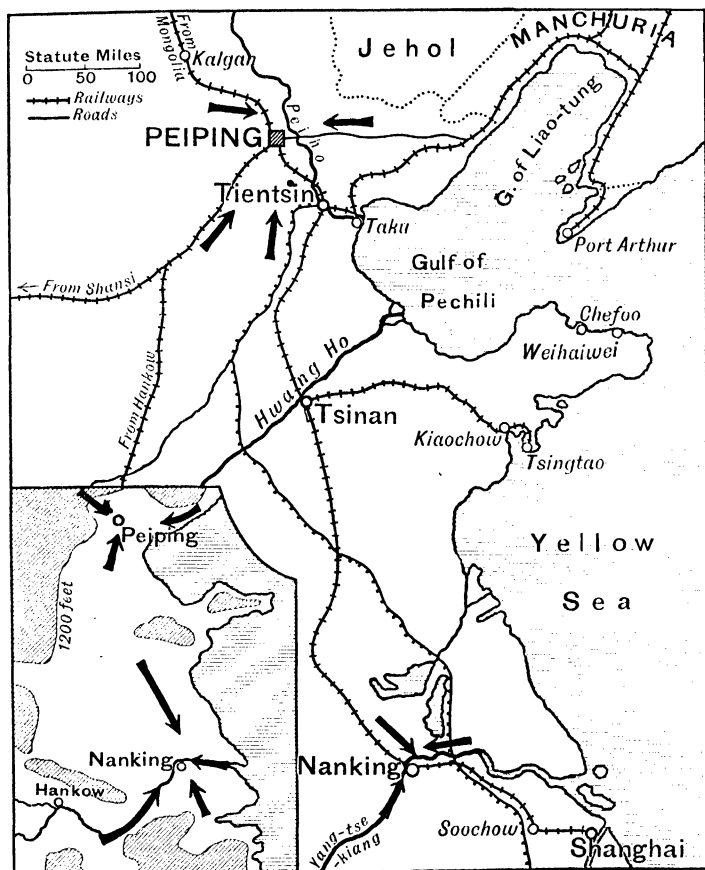 From
Mongolia
Kalgan
Jehol
MANCHURIA
Statute Miles
0 50 100
Railways
Roads
PEIPING
Peiho
G. of Liao-tung
Tientsin
Taku
Port Arthur
Gulf of
Pechili
← From Shansi
Chefoo
Weihaiwei
From Hankow
Hwang Ho
Tsinan
Kiaochow
Tsingtao
Yellow
Sea
Peiping
1200 feet
Nanking
Hankow
Nanking
Yang-tse
-kiang
Soochow
Shanghai